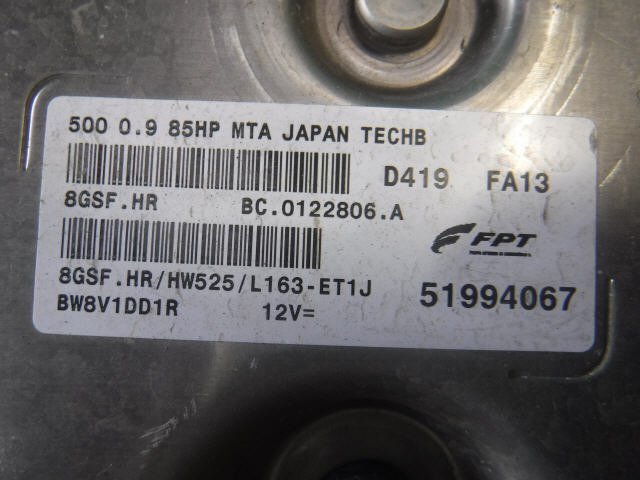 500 0.9 85HP MTA JAPAN TECHB
D419 FA13
8GSF.HR BC.0122806.A
FPT
8GSF.HR/HW525/L163-ET1J
51994067
BW8V1DD1R 12V=